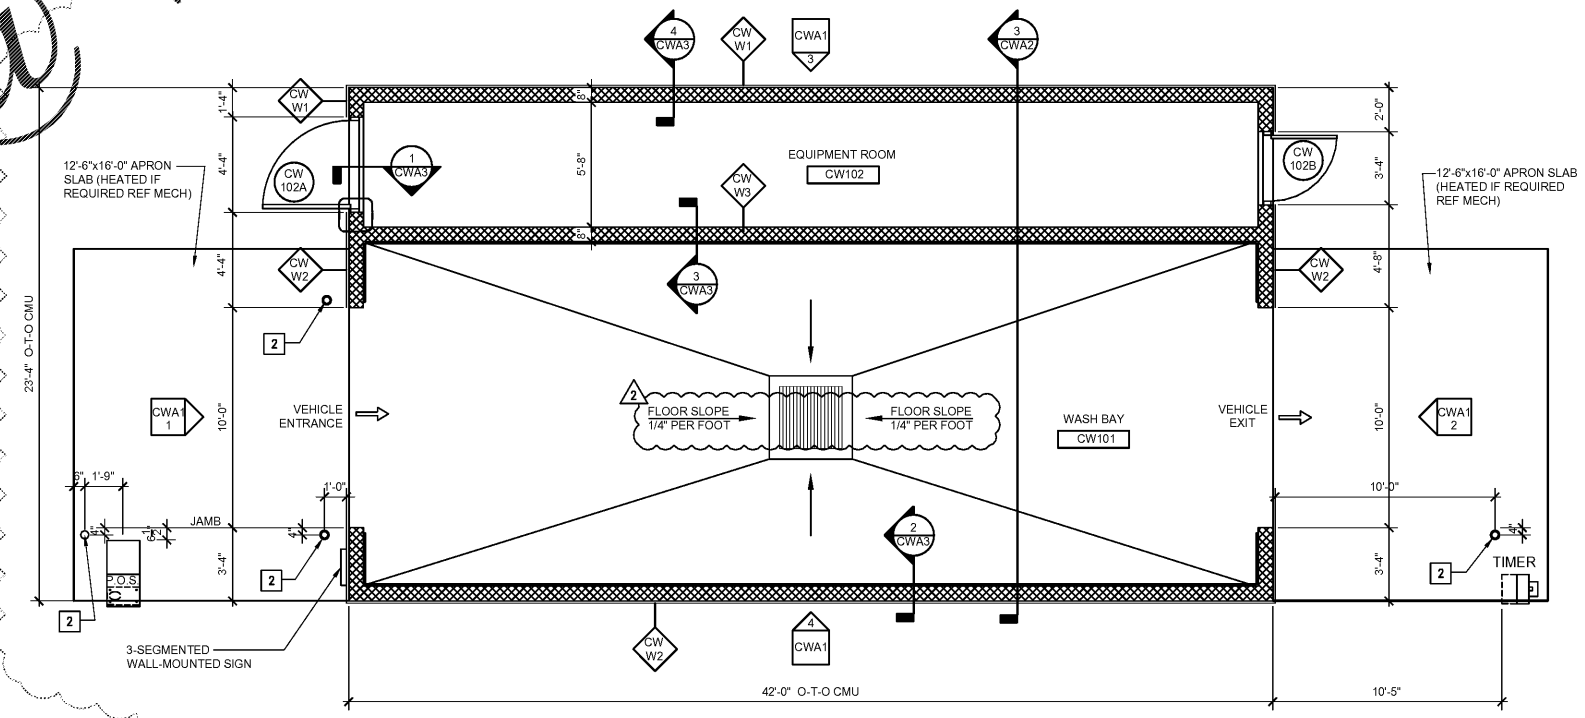 4
CWA3
CW
W1
CWA1
3
3
CWA2
1'-4"
CW
W1
8"
2'-0"
12'-6"x16'-0" APRON
SLAB (HEATED IF
REQUIRED REF MECH)
4'-4"
CW
102A
1
CWA3
5'-8"
EQUIPMENT ROOM
CW102
CW
W3
CW
102B
3'-4"
12'-6"x16'-0" APRON SLAB
(HEATED IF REQUIRED
REF MECH)
8"
4'-4"
CW
W2
3
CWA3
CW
W2
4'-8"
2
23'-4" O-T-O CMU
CWA1
1
10'-0"
VEHICLE
ENTRANCE
2
FLOOR SLOPE
1/4" PER FOOT
FLOOR SLOPE
1/4" PER FOOT
WASH BAY
CW101
VEHICLE
EXIT
10'-0"
CWA1
2
6"
1'-9"
1'-0"
10'-0"
JAMB
4"
6 1/2"
4"
4"
2
CWA3
3'-4"
3'-4"
P.O.S.
2
2
TIMER
2
3-SEGMENTED
WALL-MOUNTED SIGN
CW
W2
4
CWA1
42'-0" O-T-O CMU
10'-5"